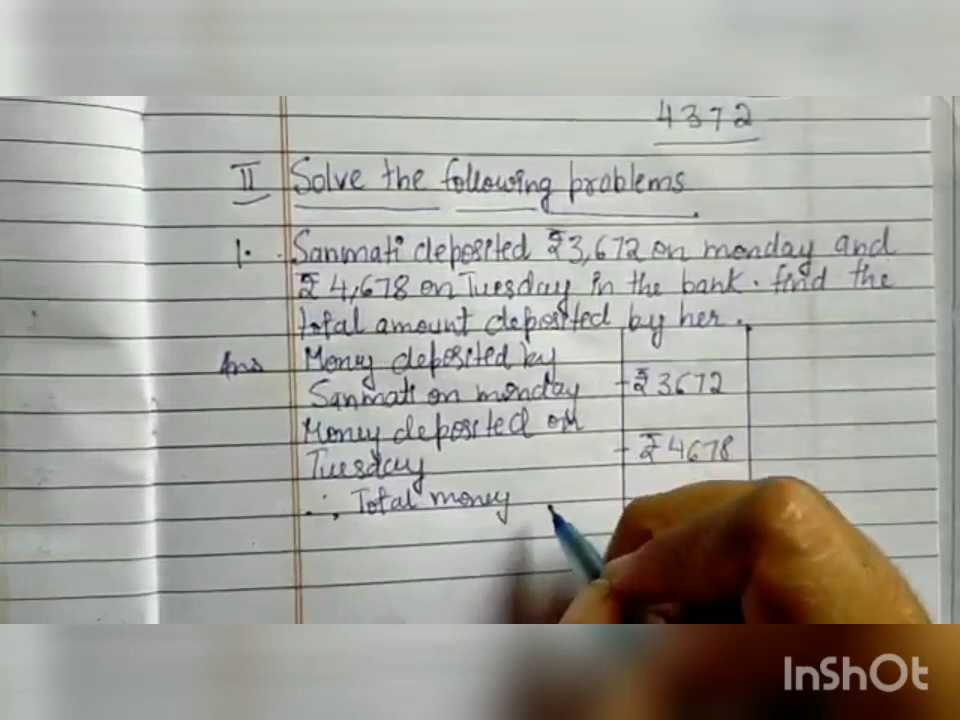 4372
II Solve the following problems
1. Sanmati deposited ₹3,672 on monday and
₹ 4,678 on Tuesday in the bank. find the
total amount deposited by her.
Ans Money deposited by
Sanmati on monday - ₹ 3672
Money deposited on
Tuesday - ₹ 4678
∴, Total money
InShOt